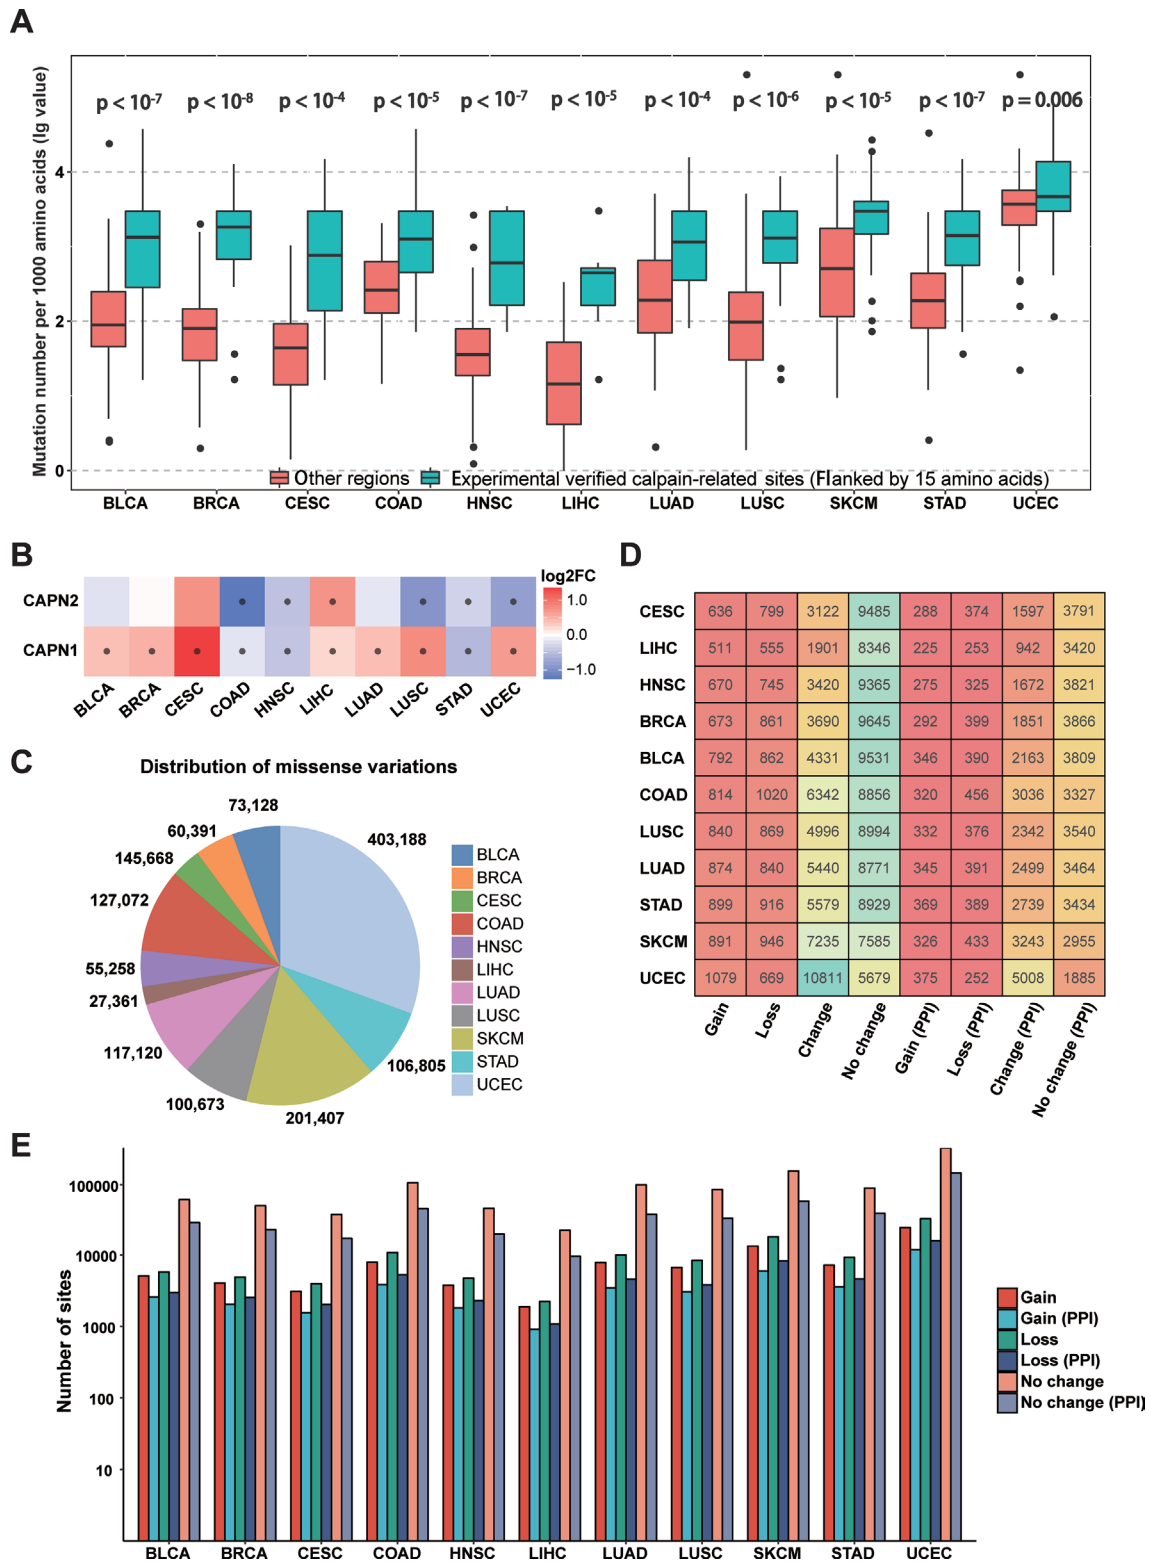 A
Mutation number per 1000 amino acids (lg value)
p < 10-7 p < 10-8 p < 10-4 p < 10-5 p < 10-7 p < 10-5 p < 10-4 p < 10-6 p < 10-5 p < 10-7 p = 0.006
4
2
0
Other regions Experimental verified calpain-related sites (Flanked by 15 amino acids)
BLCA BRCA CESC COAD HNSC LIHC LUAD LUSC SKCM STAD UCEC
B
log2FC
CAPN2
CAPN1
1.0
0.0
−1.0
BLCA BRCA CESC COAD HNSC LIHC LUAD LUSC STAD UCEC
C
Distribution of missense variations
73,128
60,391
145,668
127,072
55,258
27,361
117,120
100,673
201,407
106,805
403,188
BLCA
BRCA
CESC
COAD
HNSC
LIHC
LUAD
LUSC
SKCM
STAD
UCEC
D
CESC 636 799 3122 9485 288 374 1597 3791
LIHC 511 555 1901 8346 225 253 942 3420
HNSC 670 745 3420 9365 275 325 1672 3821
BRCA 673 861 3690 9645 292 399 1851 3866
BLCA 792 862 4331 9531 346 390 2163 3809
COAD 814 1020 6342 8856 320 456 3036 3327
LUSC 840 869 4996 8994 332 376 2342 3540
LUAD 874 840 5440 8771 345 391 2499 3464
STAD 899 916 5579 8929 369 389 2739 3434
SKCM 891 946 7235 7585 326 433 3243 2955
UCEC 1079 669 10811 5679 375 252 5008 1885
Gain Loss Change No change Gain (PPI) Loss (PPI) Change (PPI) No change (PPI)
E
Number of sites
100000
10000
1000
100
10
BLCA BRCA CESC COAD HNSC LIHC LUAD LUSC SKCM STAD UCEC
Gain
Gain (PPI)
Loss
Loss (PPI)
No change
No change (PPI)